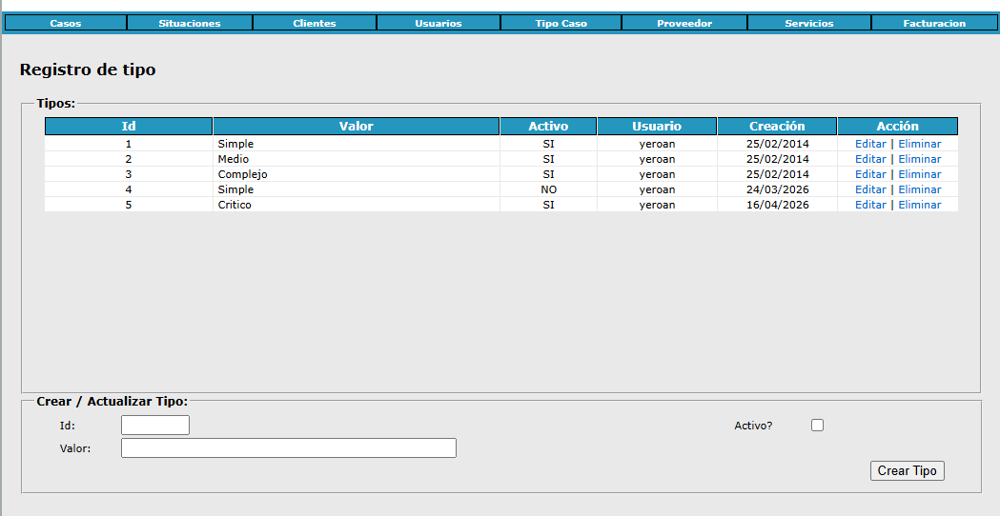 Casos Situaciones Clientes Usuarios Tipo Caso Proveedor Servicios Facturacion
Registro de tipo
Tipos:
Id Valor Activo Usuario Creación Acción
1 Simple SI yeroan 25/02/2014 Editar | Eliminar
2 Medio SI yeroan 25/02/2014 Editar | Eliminar
3 Complejo SI yeroan 25/02/2014 Editar | Eliminar
4 Simple NO yeroan 24/03/2026 Editar | Eliminar
5 Critico SI yeroan 16/04/2026 Editar | Eliminar
Crear / Actualizar Tipo:
Id: Activo?
Valor:
Crear Tipo